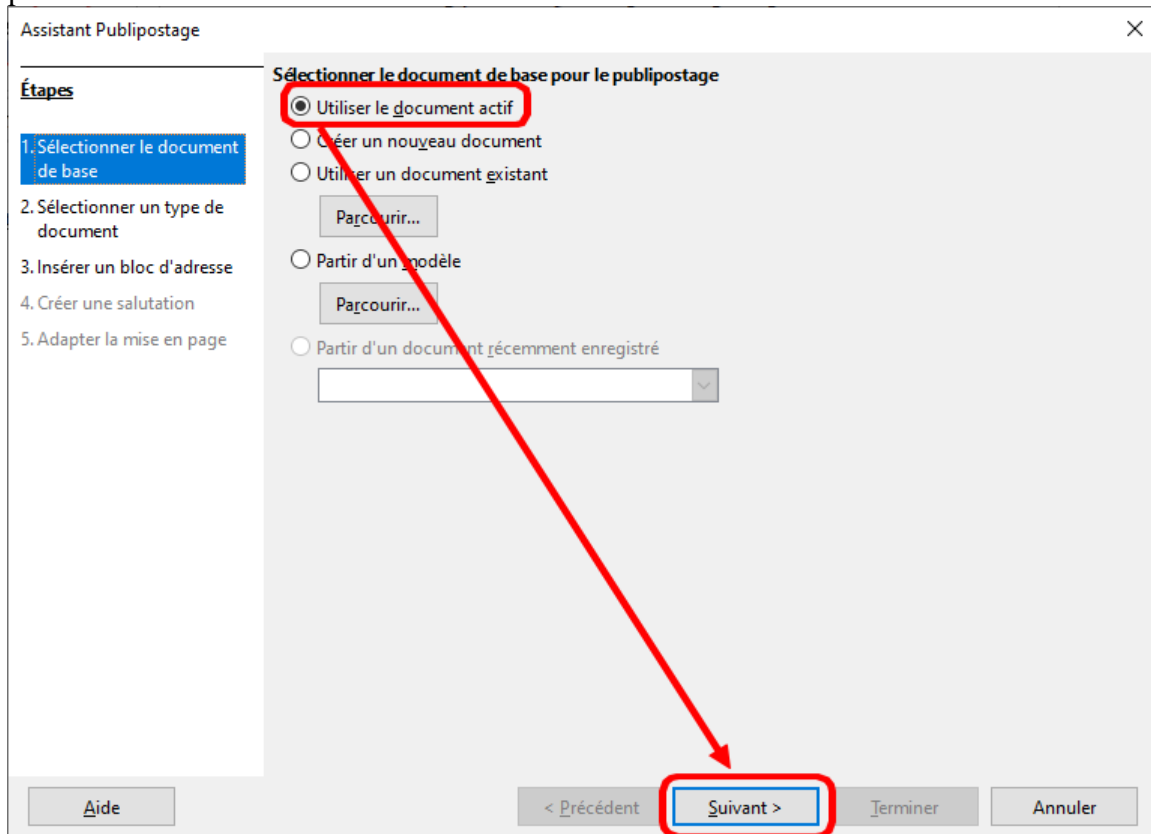 Assistant Publipostage
Étapes
1. Sélectionner le document
de base
2. Sélectionner un type de
document
3. Insérer un bloc d'adresse
4. Créer une salutation
5. Adapter la mise en page
Sélectionner le document de base pour le publipostage
Utiliser le document actif
Créer un nouveau document
Utiliser un document existant
Parcourir...
Partir d'un modèle
Parcourir...
Partir d'un document récemment enregistré
Aide
< Précédent
Suivant >
Terminer
Annuler